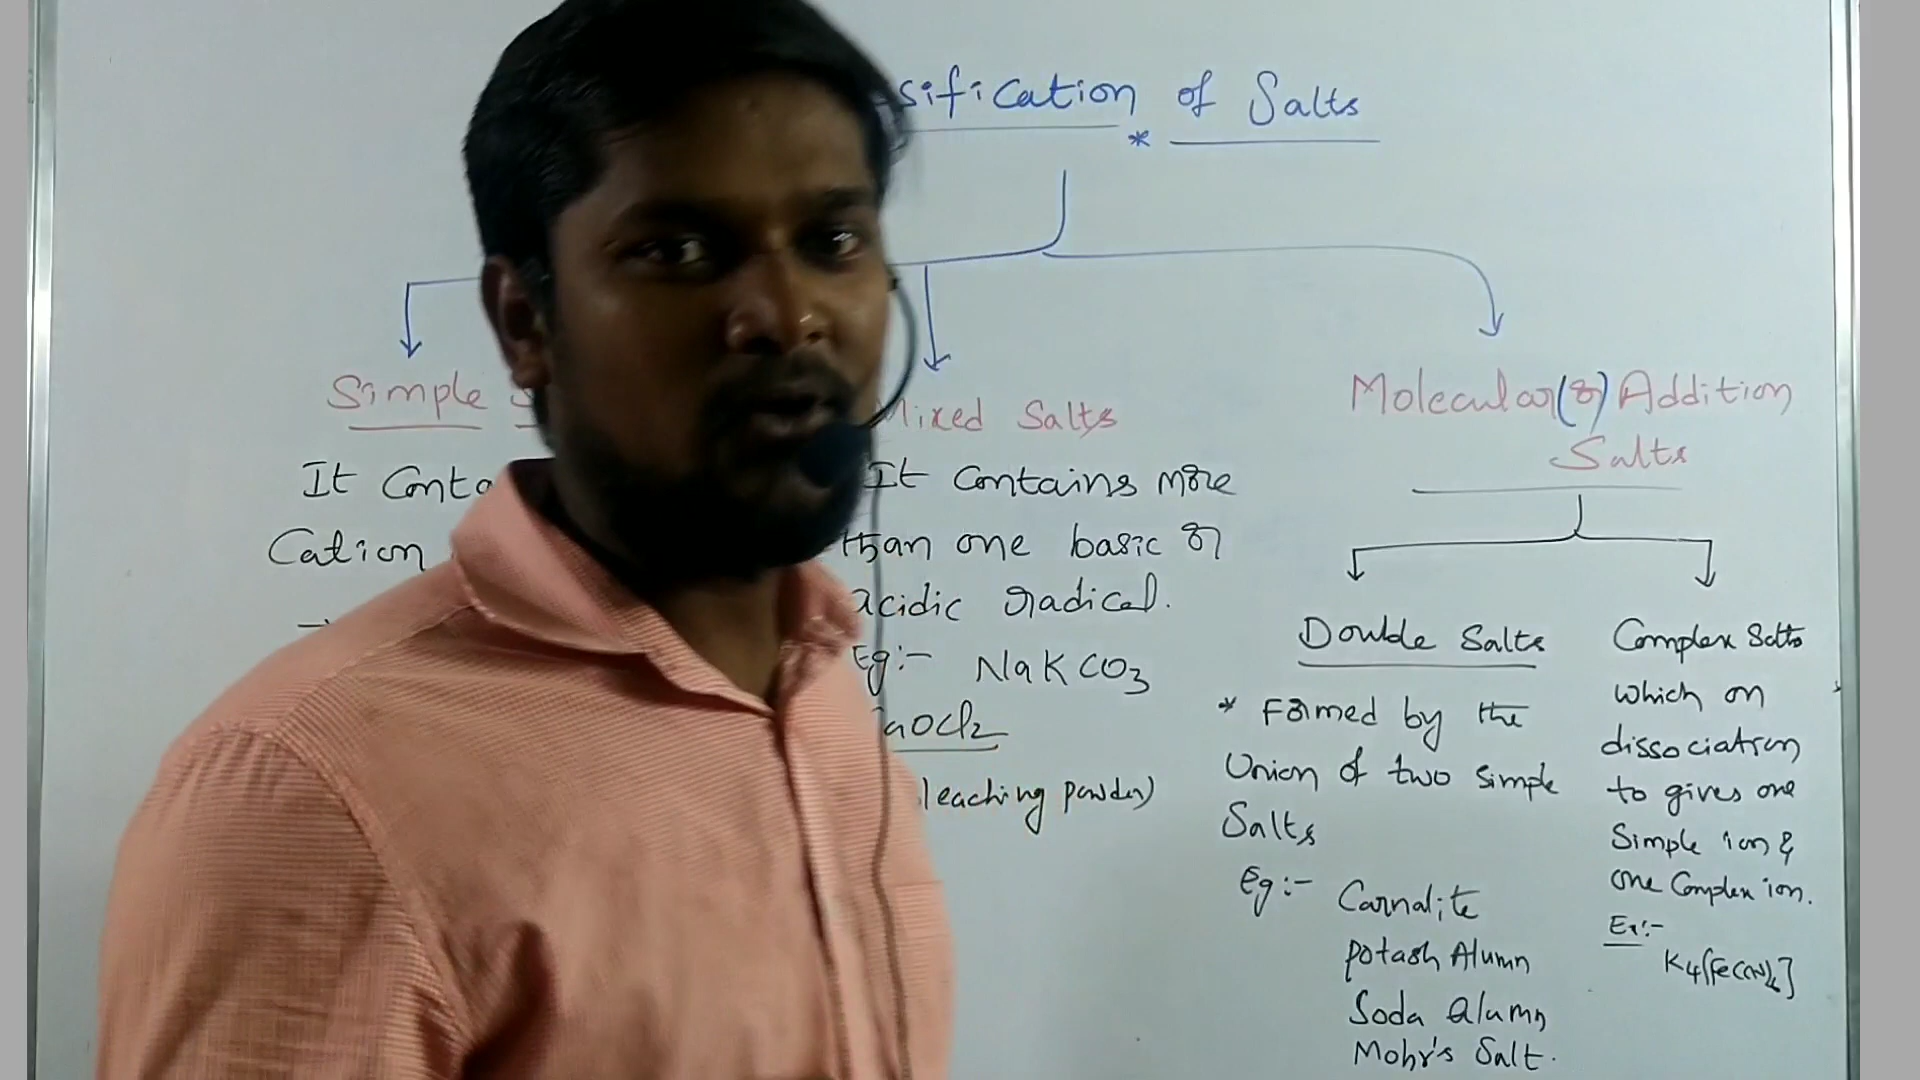 sification of Salts
*
Simple S
It Conta
Cation
Mixed Salts
It Contains more
than one basic or
acidic radical.
Eg:- NaKCO3
aOCl2
leaching powder)
Molecular(or) Addition
Salts
Double Salts
* Formed by the
Union of two simple
Salts
Eg:- Carnalite
potash Alumn
Soda Alumn
Mohr's Salt.
Complex Salts
which on
dissociation
to gives one
Simple ion &
one Complex ion.
Ex:-
K4[Fe(CN)6]